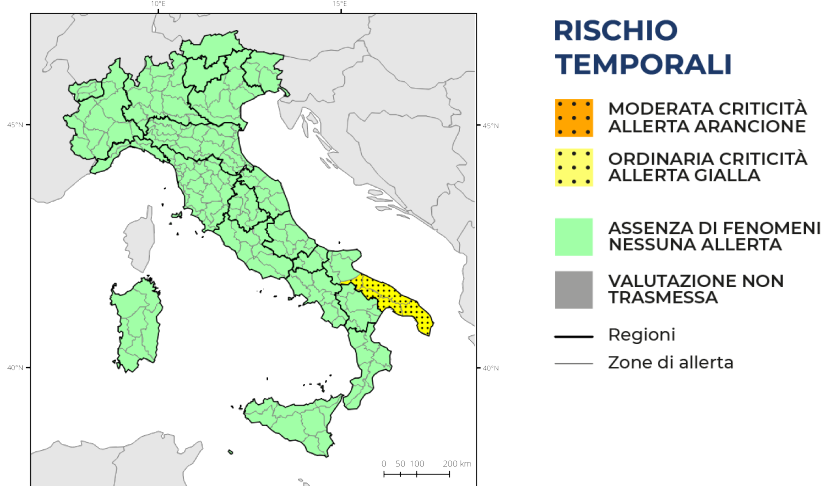 10°E 15°E
RISCHIO
TEMPORALI
MODERATA CRITICITÀ
ALLERTA ARANCIONE
45°N 45°N
ORDINARIA CRITICITÀ
ALLERTA GIALLA
ASSENZA DI FENOMENI
NESSUNA ALLERTA
VALUTAZIONE NON
TRASMESSA
Regioni
Zone di allerta
40°N 40°N
0 50 100 200 km